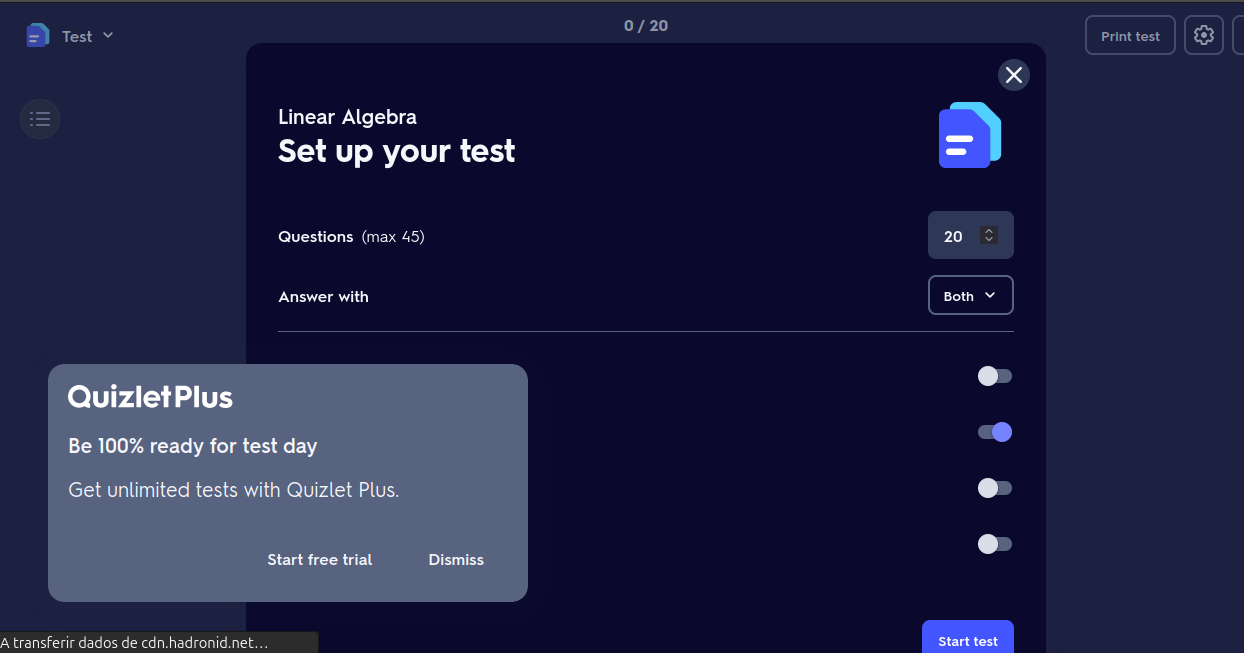 Test
0 / 20
Print test
Linear Algebra
Set up your test
Questions (max 45)
20
Answer with
Both
Quizlet Plus
Be 100% ready for test day
Get unlimited tests with Quizlet Plus.
Start free trial
Dismiss
Start test
A transferir dados de cdn.hadronid.net…